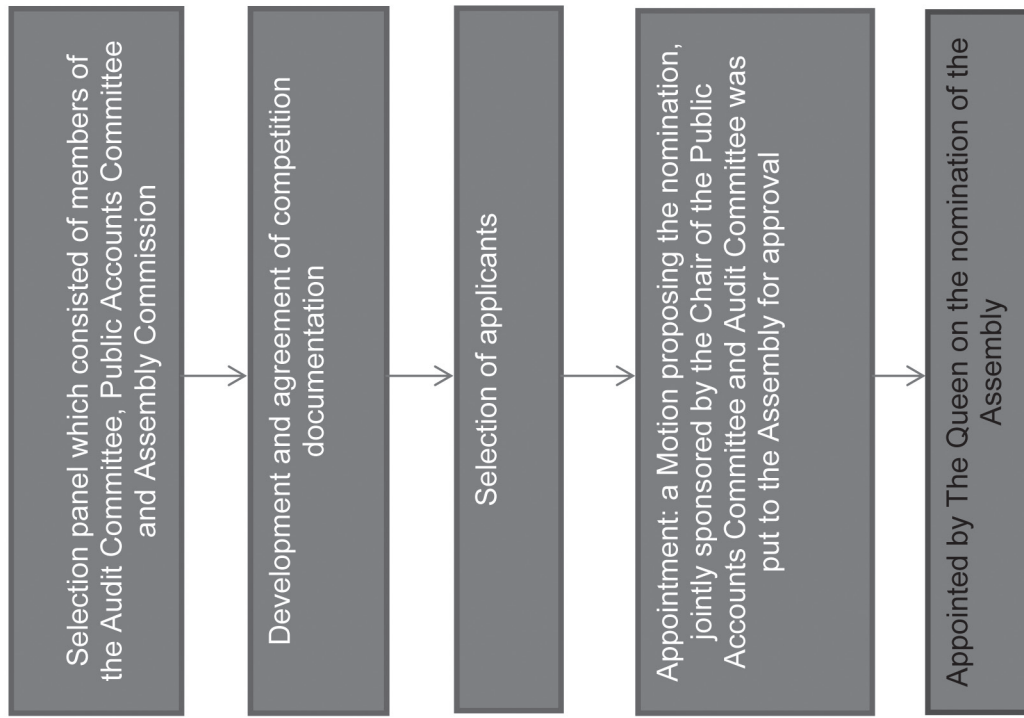 Selection panel which consisted of members of
the Audit Committee, Public Accounts Committee
and Assembly Commission
Development and agreement of competition
documentation
Selection of applicants
Appointment: a Motion proposing the nomination,
jointly sponsored by the Chair of the Public
Accounts Committee and Audit Committee was
put to the Assembly for approval
Appointed by The Queen on the nomination of the
Assembly